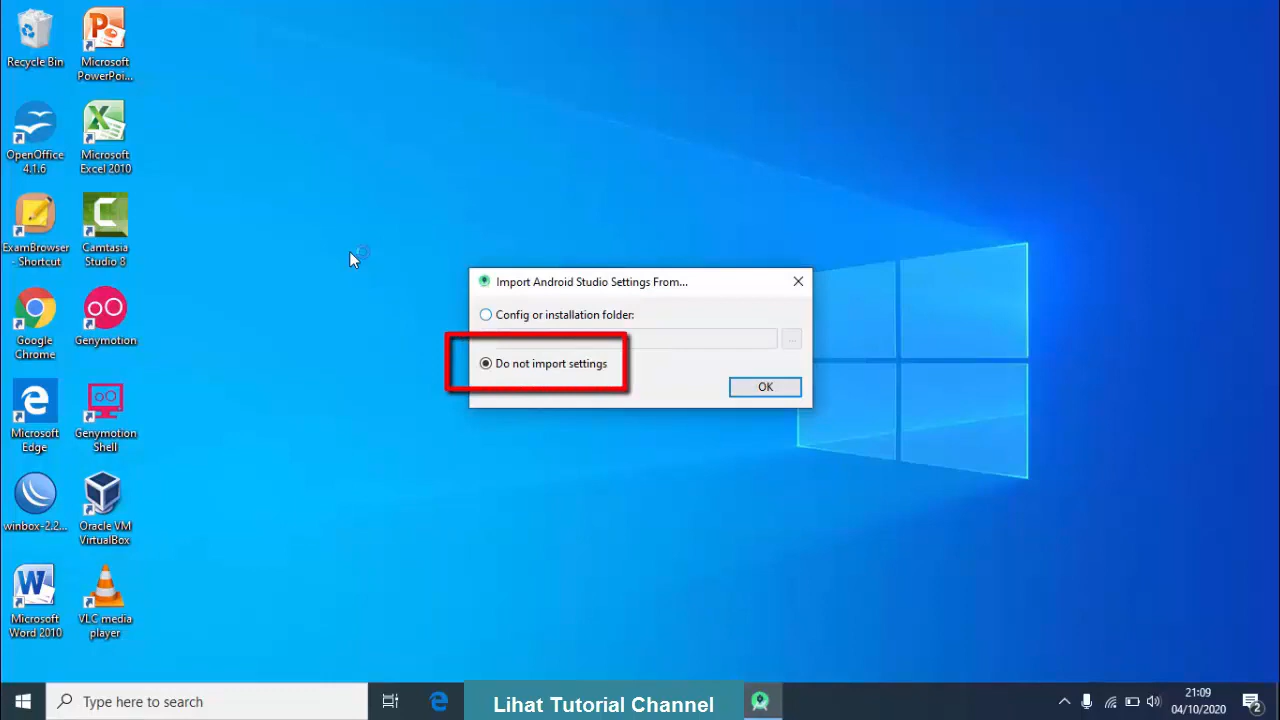 Recycle Bin
Microsoft
PowerPoi...
OpenOffice
4.1.6
Microsoft
Excel 2010
ExamBrowser
- Shortcut
Camtasia
Studio 8
Google
Chrome
Genymotion
Microsoft
Edge
Genymotion
Shell
winbox-2.2...
Oracle VM
VirtualBox
Microsoft
Word 2010
VLC media
player
Import Android Studio Settings From...
Config or installation folder:
...
Do not import settings
OK
Type here to search
Lihat Tutorial Channel
21:09
04/10/2020
2